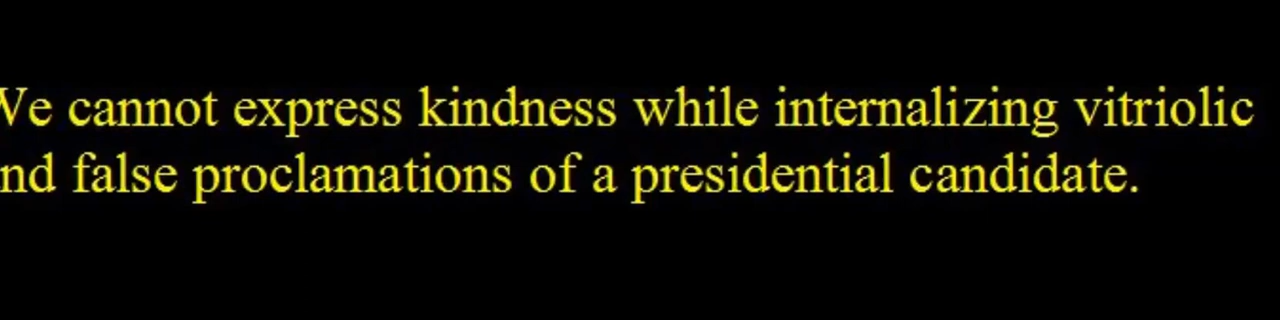 We cannot express kindness while internalizing vitriolic
nd false proclamations of a presidential candidate.